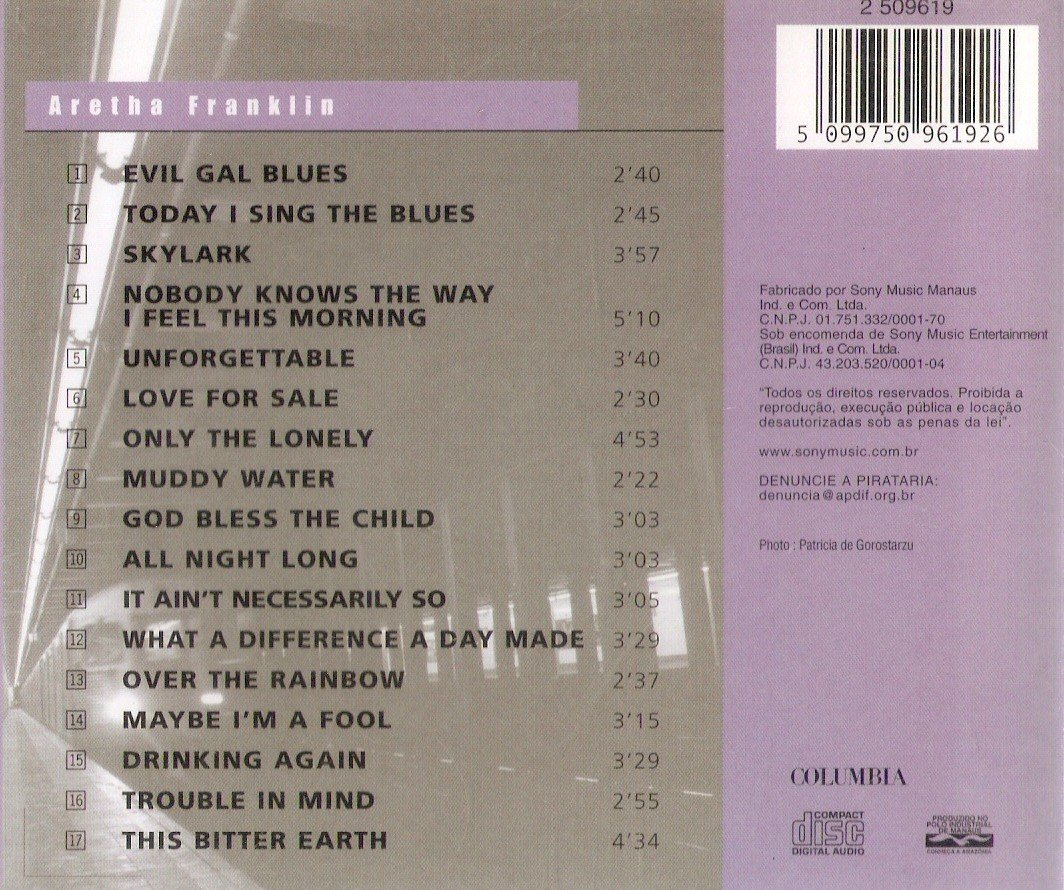 2 509619
5 099750 961926
Aretha Franklin
1 EVIL GAL BLUES 2'40
2 TODAY I SING THE BLUES 2'45
3 SKYLARK 3'57
4 NOBODY KNOWS THE WAY
I FEEL THIS MORNING 5'10
5 UNFORGETTABLE 3'40
6 LOVE FOR SALE 2'30
7 ONLY THE LONELY 4'53
8 MUDDY WATER 2'22
9 GOD BLESS THE CHILD 3'03
10 ALL NIGHT LONG 3'03
11 IT AIN'T NECESSARILY SO 3'05
12 WHAT A DIFFERENCE A DAY MADE 3'29
13 OVER THE RAINBOW 2'37
14 MAYBE I'M A FOOL 3'15
15 DRINKING AGAIN 3'29
16 TROUBLE IN MIND 2'55
17 THIS BITTER EARTH 4'34
Fabricado por Sony Music Manaus
Ind. e Com. Ltda.
C.N.P.J. 01.751.332/0001-70
Sob encomenda de Sony Music Entertainment
(Brasil) Ind. e Com. Ltda.
C.N.P.J. 43.203.520/0001-04
"Todos os direitos reservados. Proibida a
reprodução, execução pública e locação
desautorizadas sob as penas da lei".
www.sonymusic.com.br
DENUNCIE A PIRATARIA:
denuncia@apdif.org.br
Photo : Patricia de Gorostarzu
COLUMBIA
COMPACT
disc
DIGITAL AUDIO
PRODUZIDO NO
POLO INDUSTRIAL
DE MANAUS
CONHEÇA A AMAZÔNIA